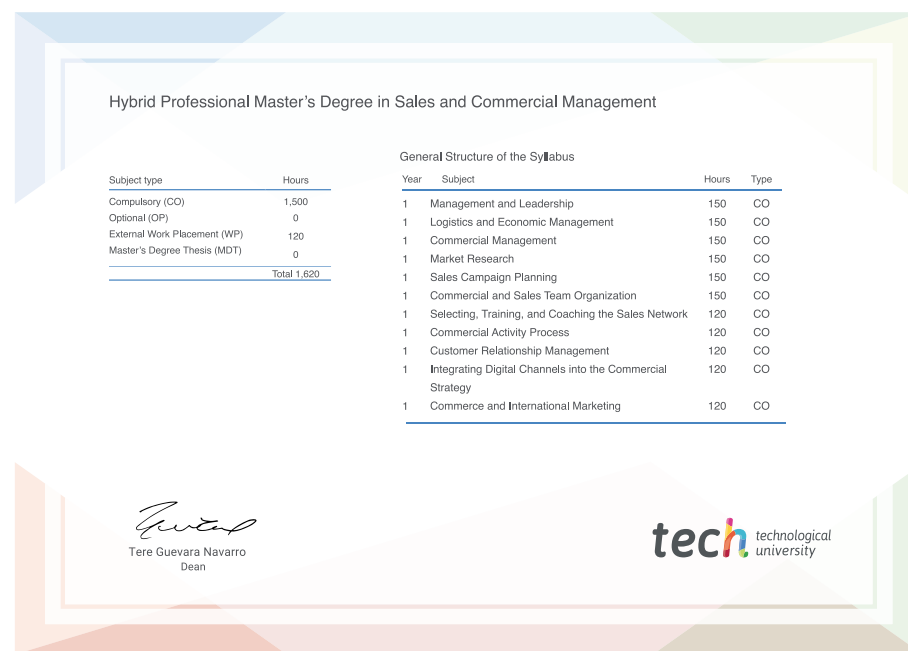 Hybrid Professional Master's Degree in Sales and Commercial Management
General Structure of the Syllabus
Subject type Hours
Compulsory (CO) 1,500
Optional (OP) 0
External Work Placement (WP) 120
Master's Degree Thesis (MDT) 0
Total 1,620
Year Subject Hours Type
1 Management and Leadership 150 CO
1 Logistics and Economic Management 150 CO
1 Commercial Management 150 CO
1 Market Research 150 CO
1 Sales Campaign Planning 150 CO
1 Commercial and Sales Team Organization 150 CO
1 Selecting, Training, and Coaching the Sales Network 120 CO
1 Commercial Activity Process 120 CO
1 Customer Relationship Management 120 CO
1 Integrating Digital Channels into the Commercial 120 CO
Strategy
1 Commerce and International Marketing 120 CO
Tere Guevara Navarro
Dean
tech technological
university